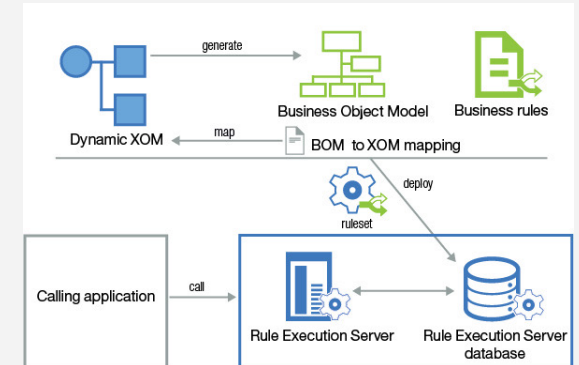 generate
Business Object Model
Business rules
Dynamic XOM
map
BOM to XOM mapping
deploy
ruleset
Calling application
call
Rule Execution Server
Rule Execution Server
database